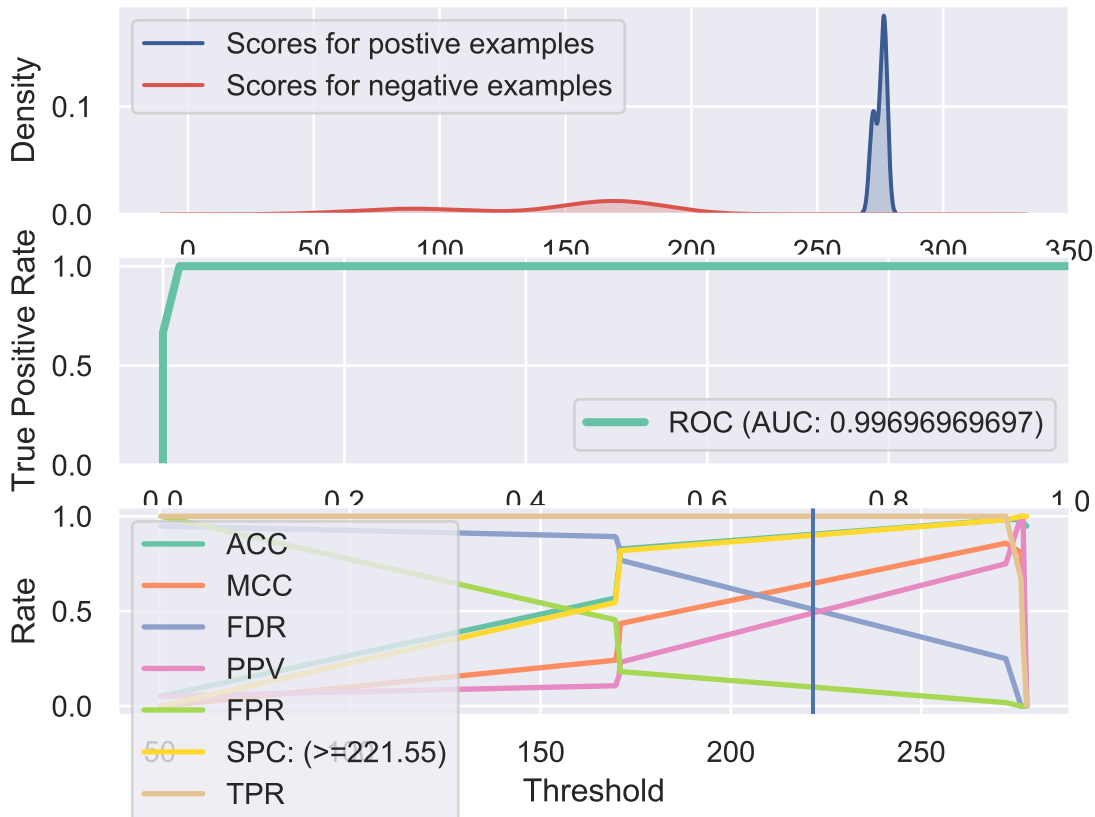 Scores for postive examples
Scores for negative examples
Density
0.1
0.0
0 50 100 150 200 250 300 350
True Positive Rate
1.0
0.5
0.0
ROC (AUC: 0.99696969697)
0.0 0.2 0.4 0.6 0.8 1.0
Rate
1.0
0.5
0.0
ACC
MCC
FDR
PPV
FPR
SPC: (>=221.55)
TPR
50 100 150 200 250
Threshold